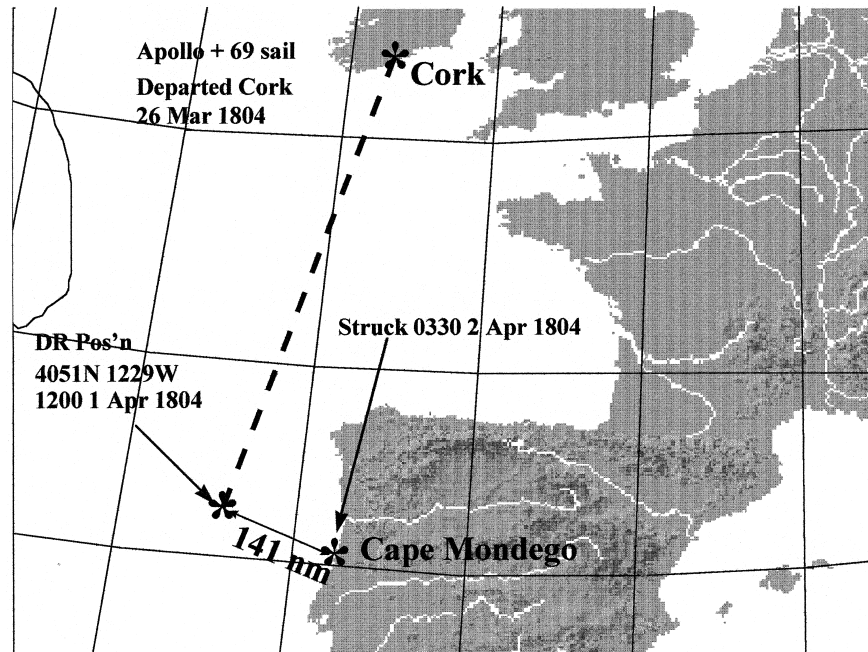 Apollo + 69 sail
Departed Cork
26 Mar 1804
Cork
Struck 0330 2 Apr 1804
DR Pos'n
4051N 1229W
1200 1 Apr 1804
141 nm
Cape Mondego